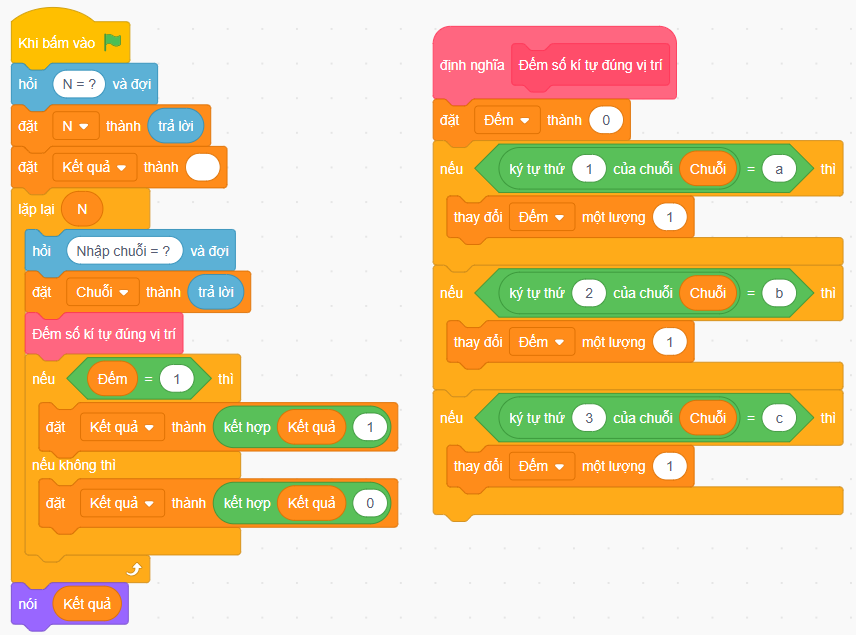 Khi bấm vào
hỏi N = ? và đợi
đặt N thành trả lời
đặt Kết quả thành
lặp lại N
hỏi Nhập chuỗi = ? và đợi
đặt Chuỗi thành trả lời
Đếm số kí tự đúng vị trí
nếu Đếm = 1 thì
đặt Kết quả thành kết hợp Kết quả 1
nếu không thì
đặt Kết quả thành kết hợp Kết quả 0
nói Kết quả
định nghĩa Đếm số kí tự đúng vị trí
đặt Đếm thành 0
nếu ký tự thứ 1 của chuỗi Chuỗi = a thì
thay đổi Đếm một lượng 1
nếu ký tự thứ 2 của chuỗi Chuỗi = b thì
thay đổi Đếm một lượng 1
nếu ký tự thứ 3 của chuỗi Chuỗi = c thì
thay đổi Đếm một lượng 1